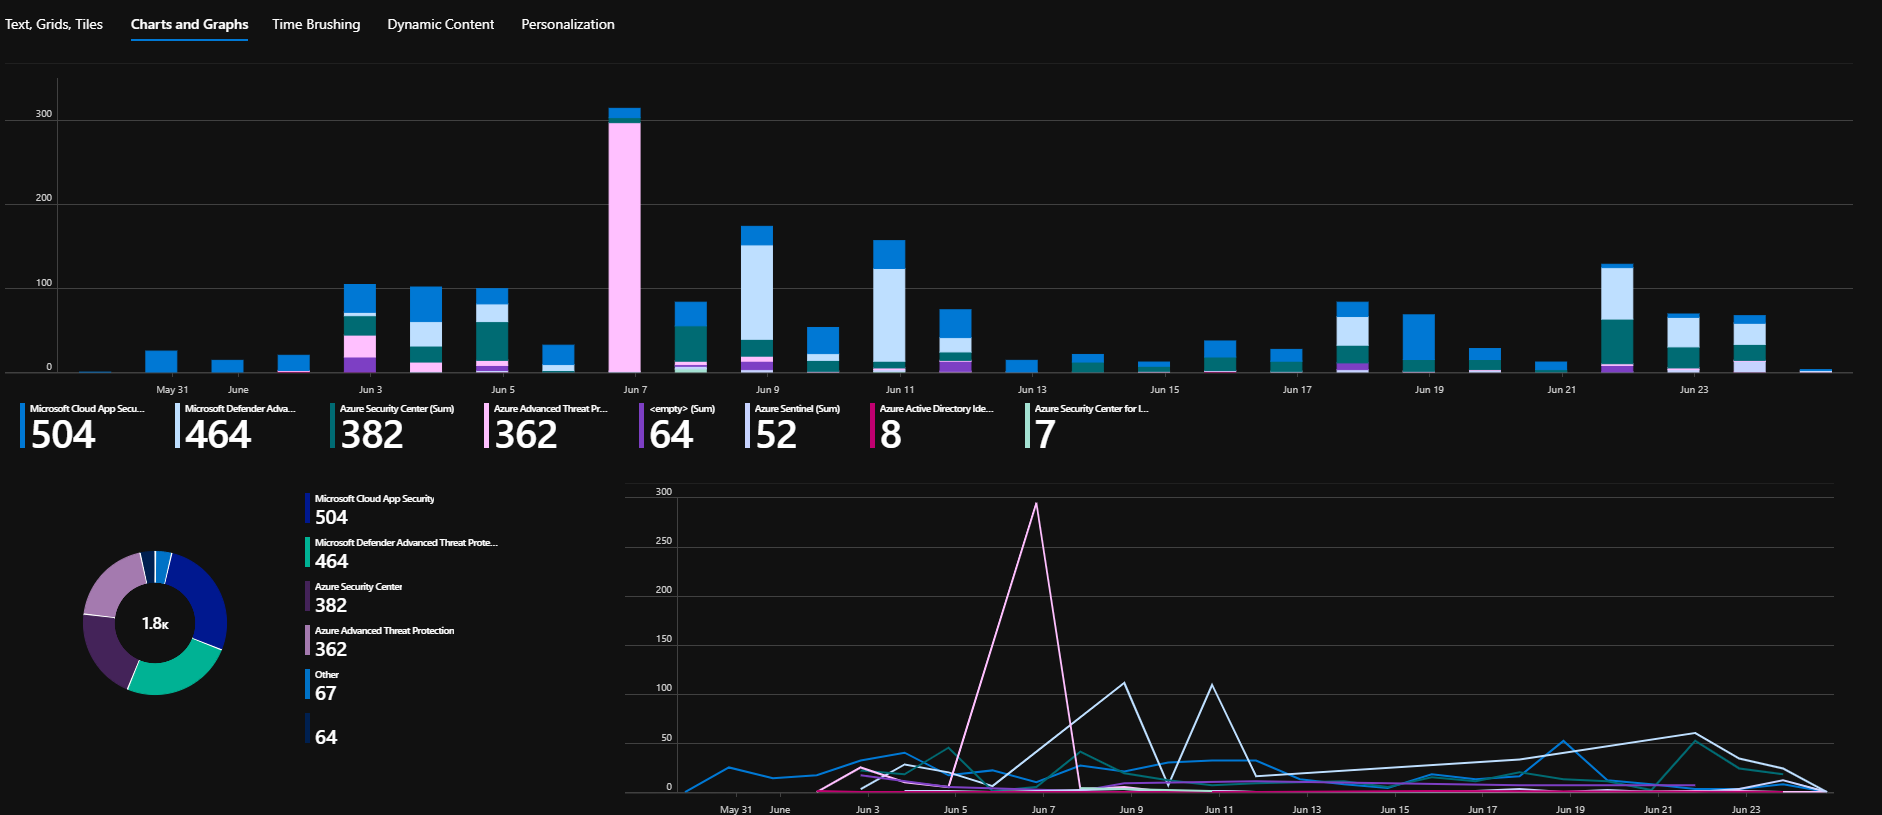 Text, Grids, Tiles Charts and Graphs Time Brushing Dynamic Content Personalization
300
200
100
0
May 31 June Jun 3 Jun 5 Jun 7 Jun 9 Jun 11 Jun 13 Jun 15 Jun 17 Jun 19 Jun 21 Jun 23
Microsoft Cloud App Secu... Microsoft Defender Adva... Azure Security Center (Sum) Azure Advanced Threat Pr... <empty> (Sum) Azure Sentinel (Sum) Azure Active Directory Ide... Azure Security Center for I...
504 464 382 362 64 52 8 7
Microsoft Cloud App Security
504
Microsoft Defender Advanced Threat Prote...
464
Azure Security Center
382
Azure Advanced Threat Protection
362
Other
67
64
1.8K
300
250
200
150
100
50
0
May 31 June Jun 3 Jun 5 Jun 7 Jun 9 Jun 11 Jun 13 Jun 15 Jun 17 Jun 19 Jun 21 Jun 23